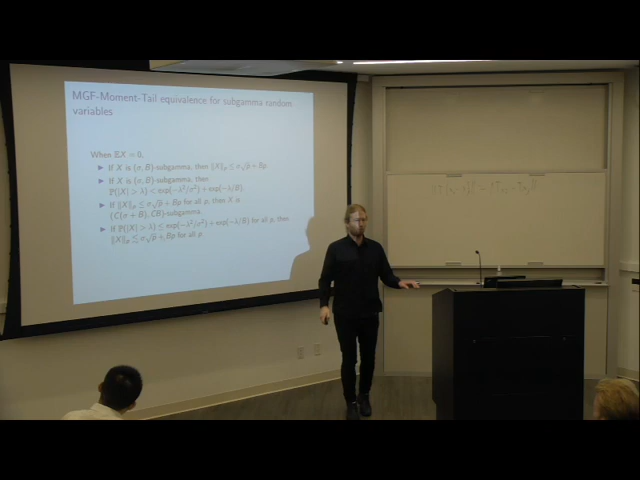 MGF-Moment-Tail equivalence for subgamma random
variables
When 𝔼X = 0,
▶ If X is (σ, B)-subgamma, then ‖X‖ₚ ≤ σ√p + Bp.
▶ If X is (σ, B)-subgamma, then
ℙ(|X| > λ) < exp(−λ²/σ²) + exp(−λ/B).
▶ If ‖X‖ₚ ≤ σ√p + Bp for all p, then X is
(C(σ + B), CB)-subgamma.
▶ If ℙ(|X| > λ) ≤ exp(−λ²/σ²) + exp(−λ/B) for all p, then
‖X‖ₚ ≲ σ√p + Bp for all p